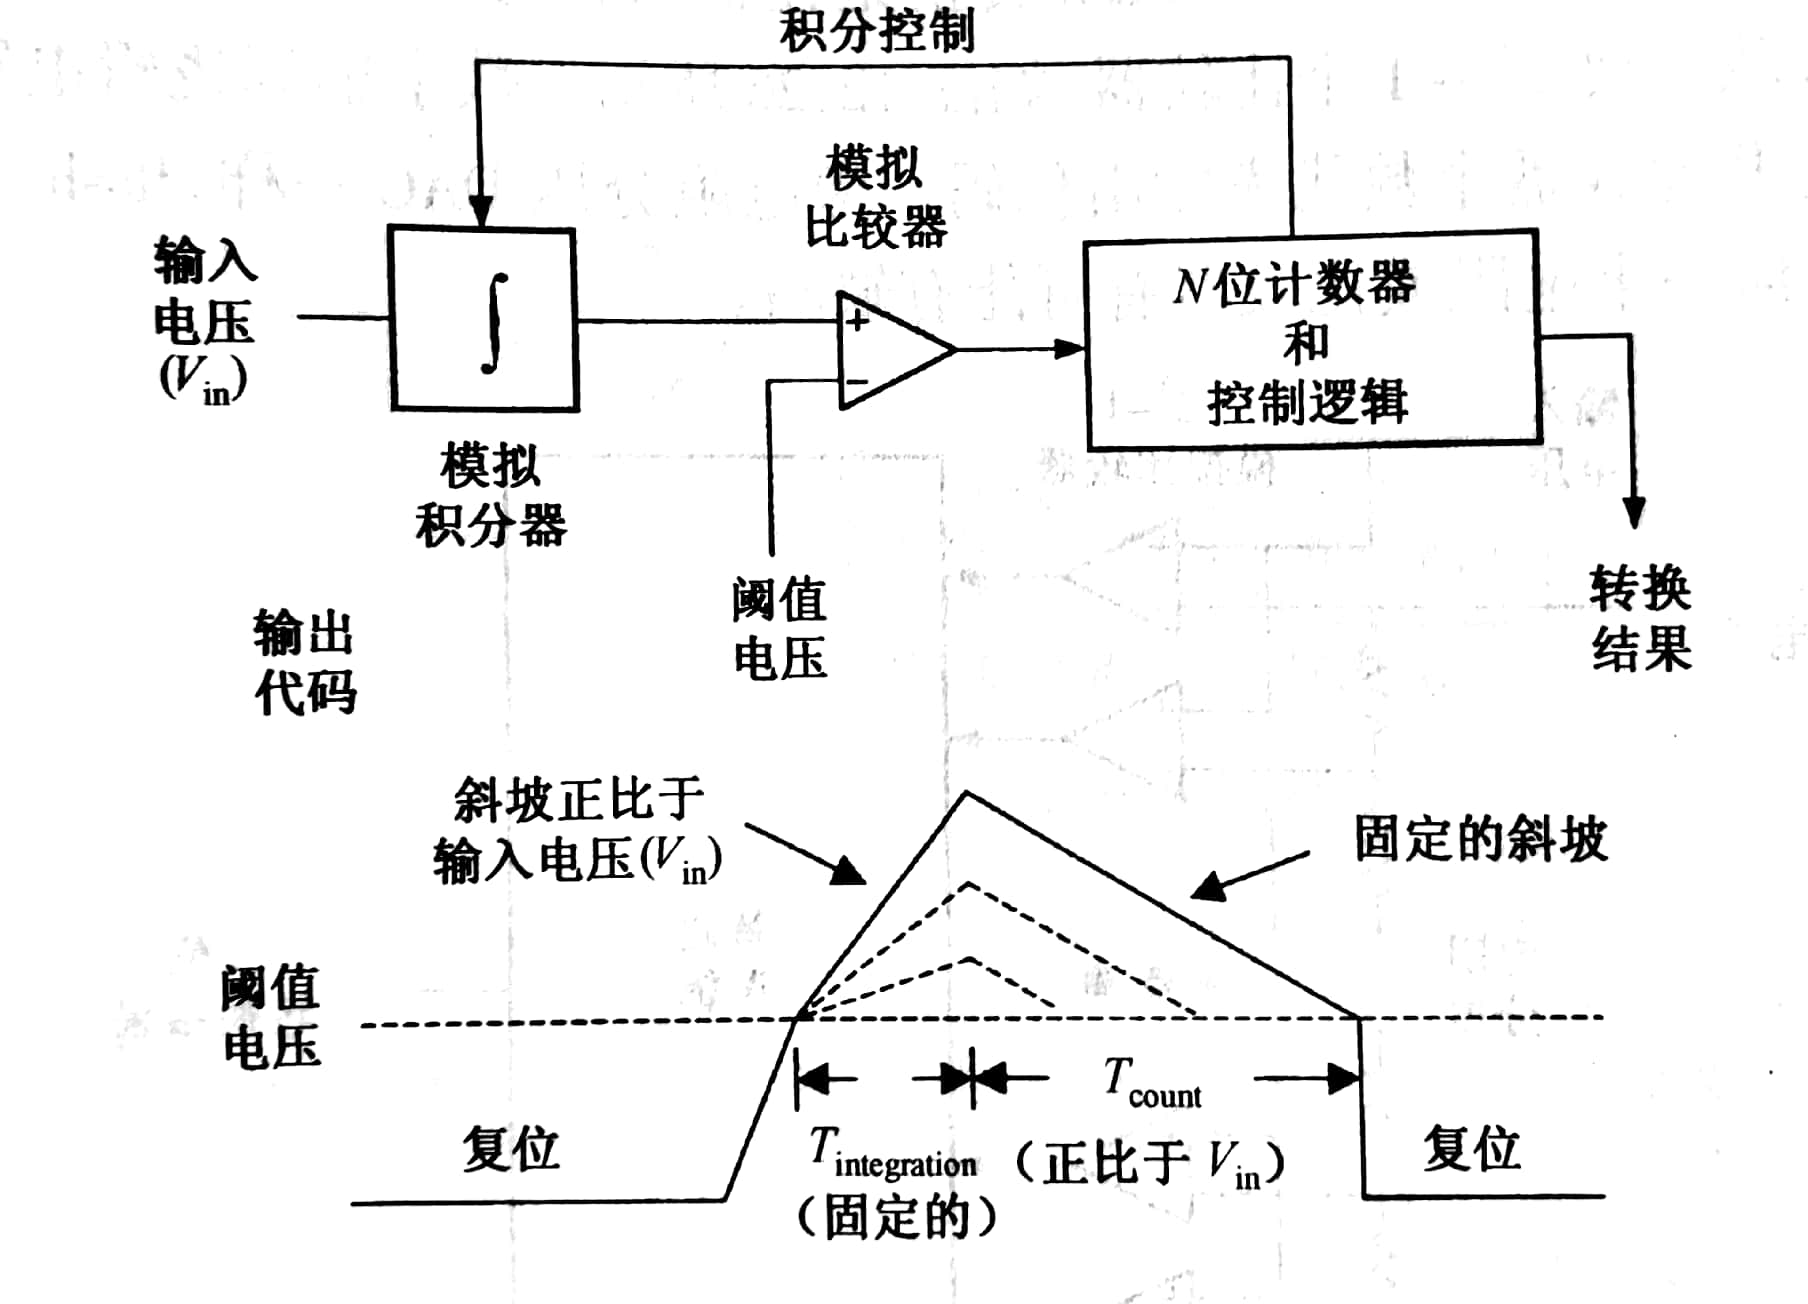 积分控制
模拟
比较器
输入
电压
(Vin)
∫
+
−
N位计数器
和
控制逻辑
模拟
积分器
阈值
电压
转换
结果
输出
代码
斜坡正比于
输入电压(Vin)
固定的斜坡
阈值
电压
Tcount
复位
Tintegration
(正比于 Vin)
复位
(固定的)